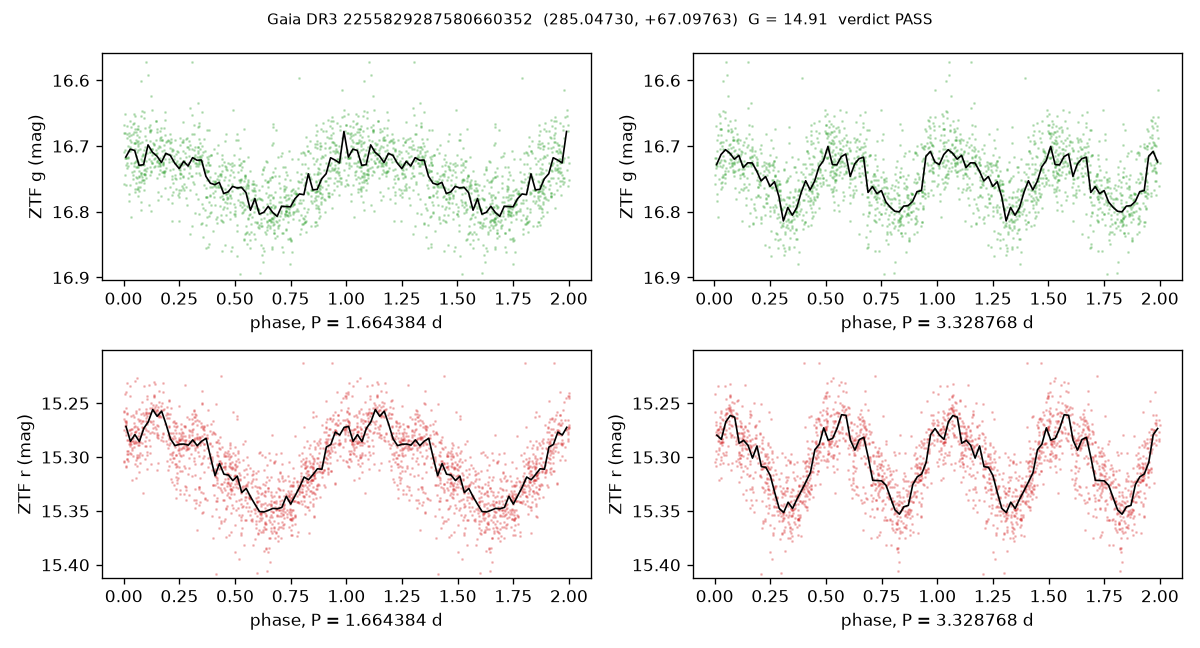 Gaia DR3 2255829287580660352  (285.04730, +67.09763)  G = 14.91  verdict PASS
ZTF g (mag)
16.6
16.7
16.8
16.9
0.00 0.25 0.50 0.75 1.00 1.25 1.50 1.75 2.00
phase, P = 1.664384 d
ZTF g (mag)
16.6
16.7
16.8
16.9
0.00 0.25 0.50 0.75 1.00 1.25 1.50 1.75 2.00
phase, P = 3.328768 d
ZTF r (mag)
15.25
15.30
15.35
15.40
0.00 0.25 0.50 0.75 1.00 1.25 1.50 1.75 2.00
phase, P = 1.664384 d
ZTF r (mag)
15.25
15.30
15.35
15.40
0.00 0.25 0.50 0.75 1.00 1.25 1.50 1.75 2.00
phase, P = 3.328768 d